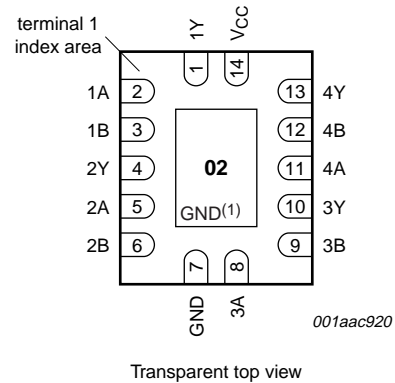 terminal 1
index area
1Y
VCC
1
14
1A 2
13 4Y
1B 3
12 4B
2Y 4
02
11 4A
2A 5
GND(1)
10 3Y
2B 6
9 3B
7
8
GND
3A
001aac920
Transparent top view